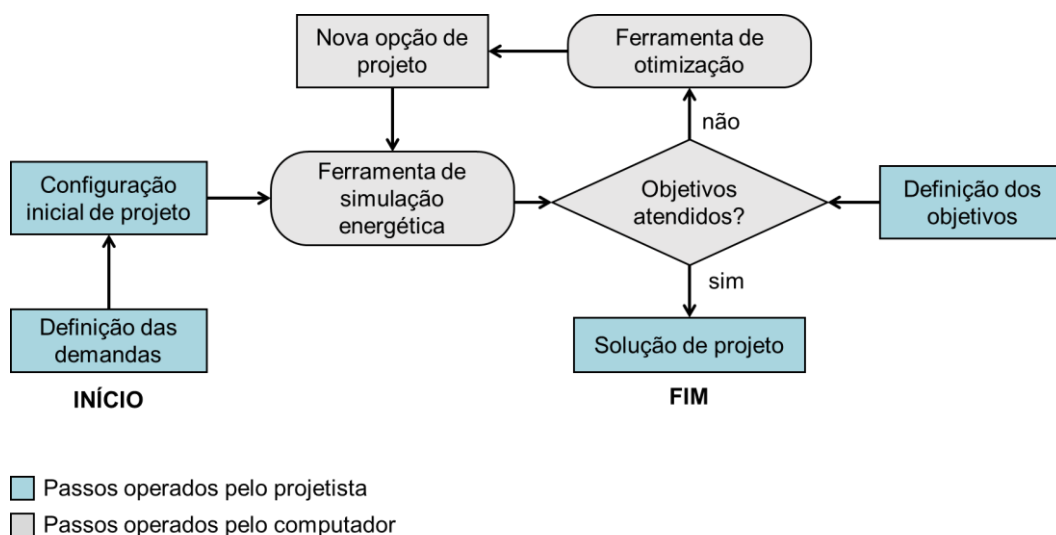 Nova opção de
projeto
Ferramenta de
otimização
não
Configuração
inicial de projeto
Ferramenta de
simulação
energética
Objetivos
atendidos?
Definição dos
objetivos
sim
Definição das
demandas
Solução de projeto
INÍCIO
FIM
Passos operados pelo projetista
Passos operados pelo computador